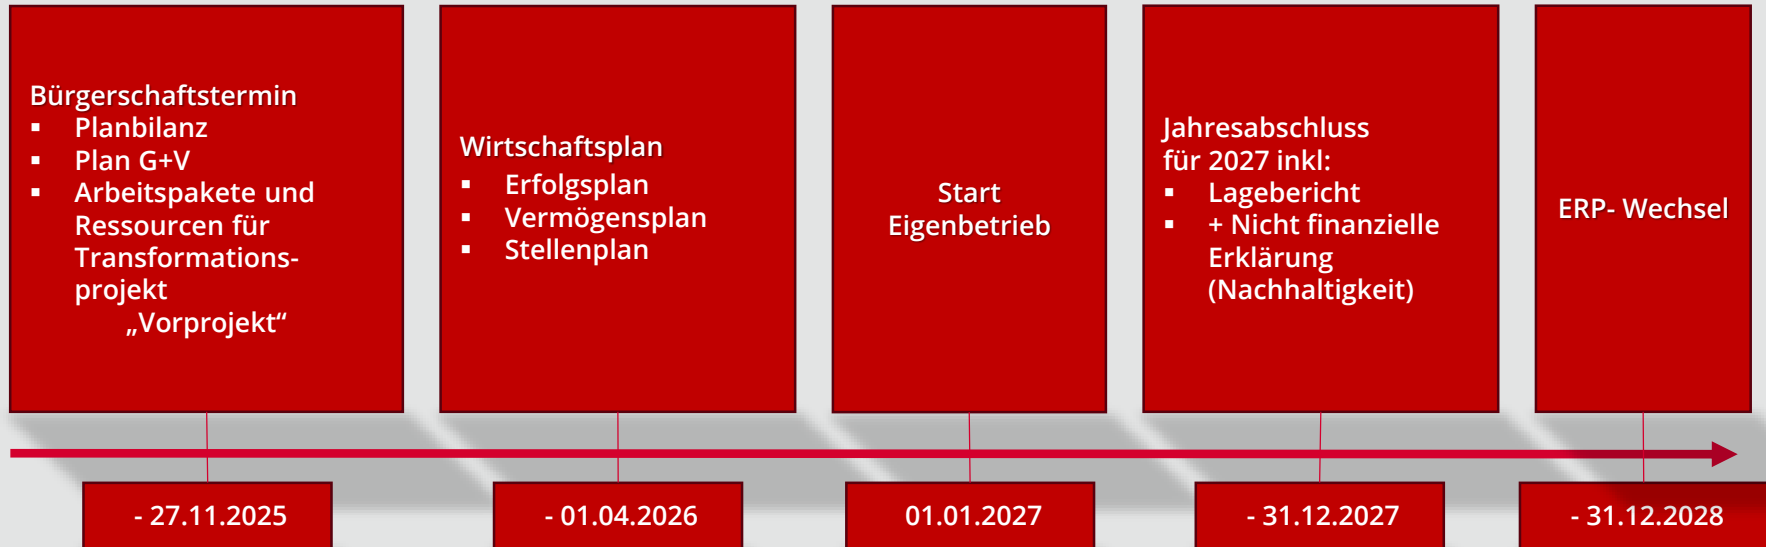 Bürgerschaftstermin
▪ Planbilanz
▪ Plan G+V
▪ Arbeitspakete und
Ressourcen für
Transformations-
projekt
„Vorprojekt“
Wirtschaftsplan
▪ Erfolgsplan
▪ Vermögensplan
▪ Stellenplan
Start
Eigenbetrieb
Jahresabschluss
für 2027 inkl:
▪ Lagebericht
▪ + Nicht finanzielle
Erklärung
(Nachhaltigkeit)
ERP- Wechsel
- 27.11.2025
- 01.04.2026
01.01.2027
- 31.12.2027
- 31.12.2028